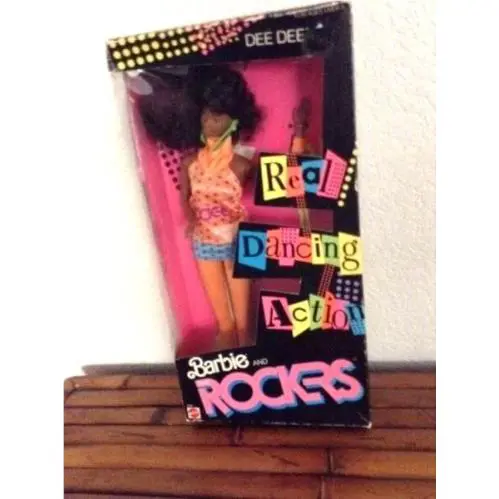 DEE DEE
Real
Dancing
Action
Barbie AND
ROCKERS